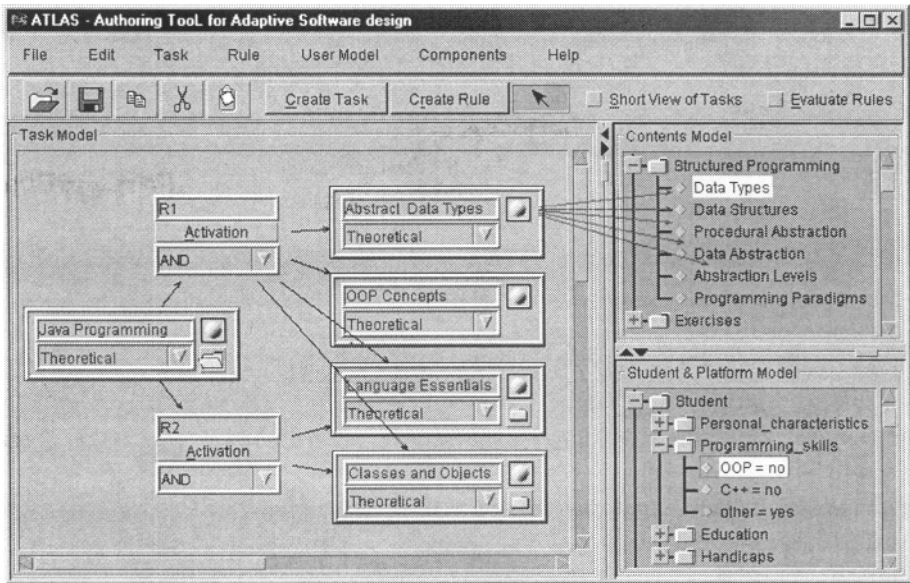 ATLAS - Authoring TooL for Adaptive Software design
File Edit Task Rule User Model Components Help
Create Task Create Rule Short View of Tasks Evaluate Rules
Task Model
R1
Activation
AND
Java Programming
Theoretical
R2
Activation
AND
Abstract Data Types
Theoretical
OOP Concepts
Theoretical
Language Essentials
Theoretical
Classes and Objects
Theoretical
Contents Model
Structured Programming
Data Types
Data Structures
Procedural Abstraction
Data Abstraction
Abstraction Levels
Programming Paradigms
Exercises
Student & Platform Model
Student
Personal_characteristics
Programming_skills
OOP = no
C++ = no
other = yes
Education
Handicaps